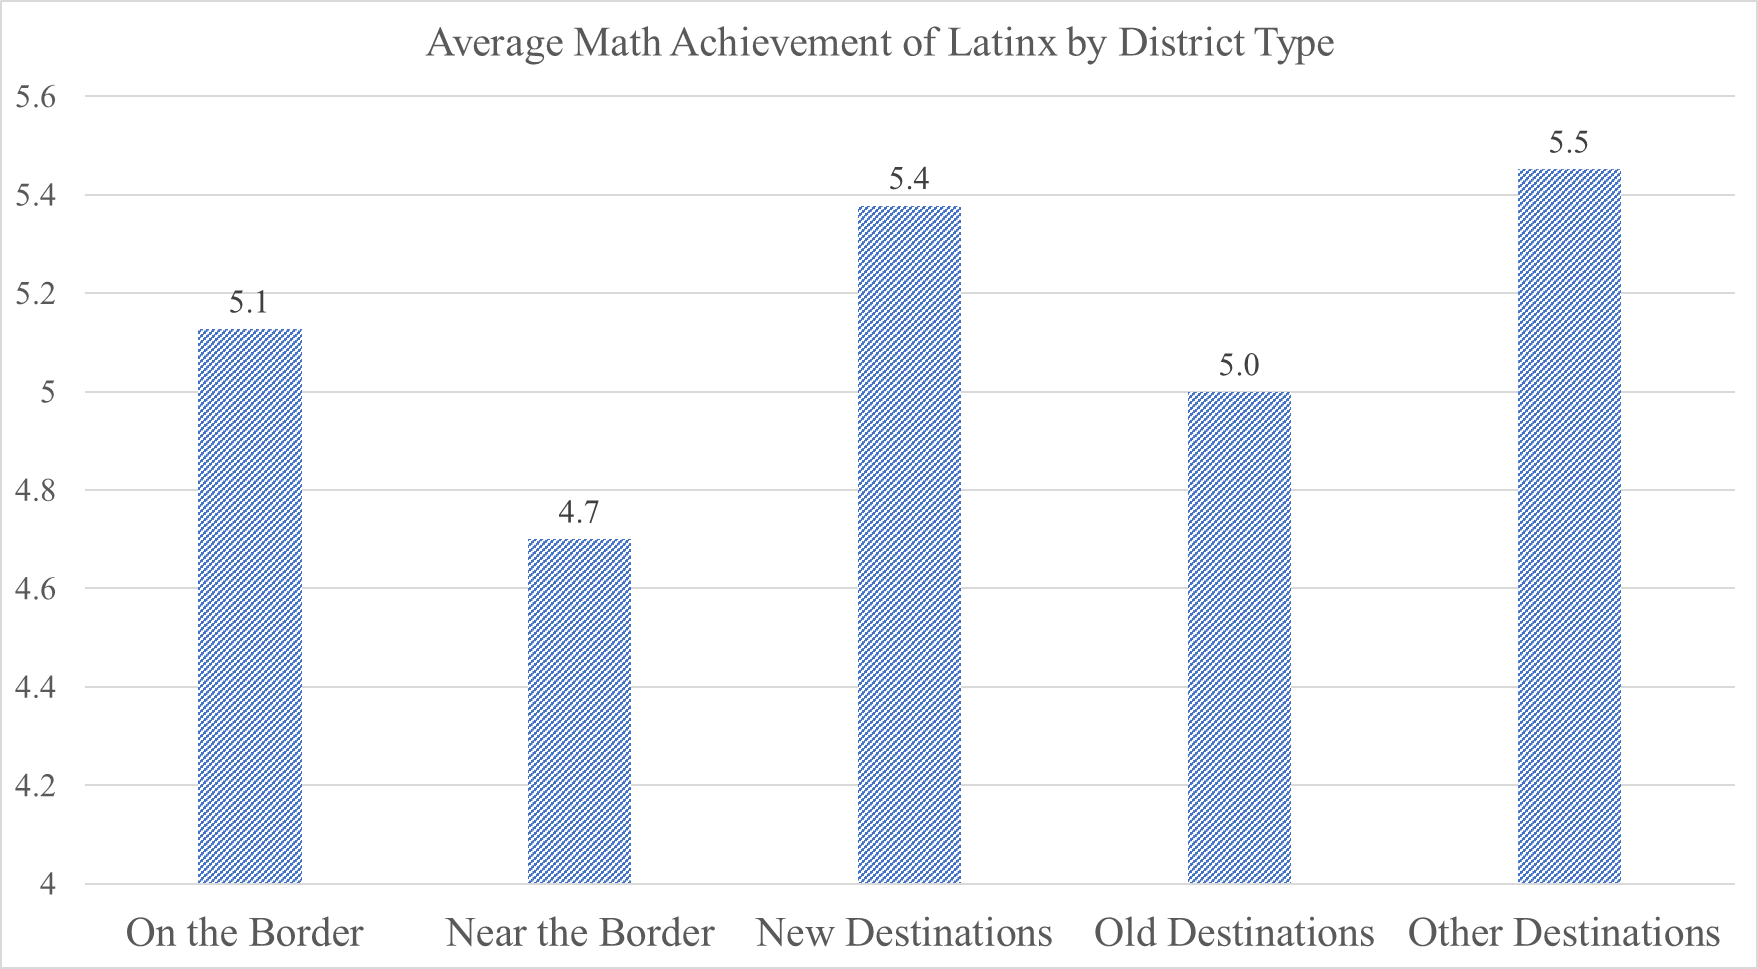 Average Math Achievement of Latinx by District Type
5.6
5.4
5.2
5
4.8
4.6
4.4
4.2
4
5.1
4.7
5.4
5.0
5.5
On the Border
Near the Border
New Destinations
Old Destinations
Other Destinations